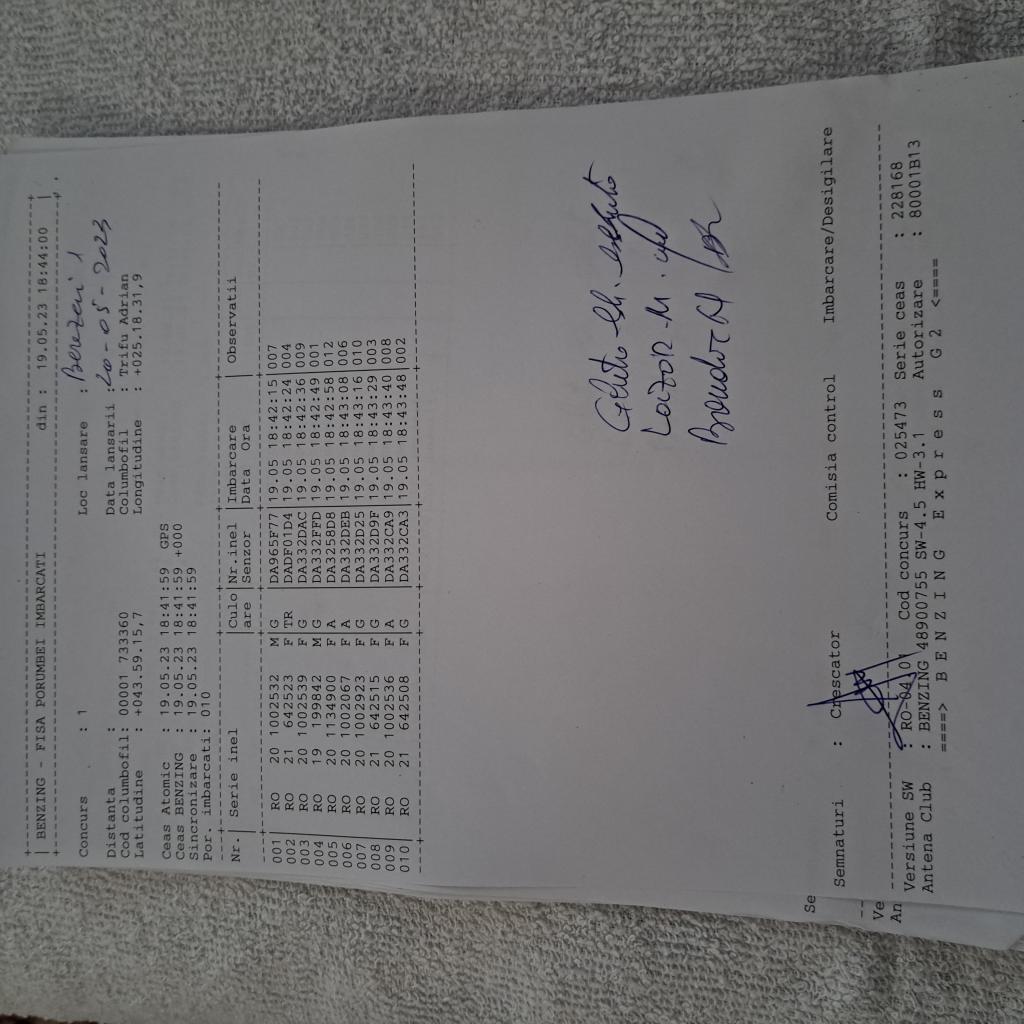 BENZING - FISA PORUMBEI IMBARCATI din : 19.05.23 18:44:00
Concurs : 1 Loc lansare : Berezeni 1
Distanta : Data lansarii : 20-05-2023
Cod columbofil: 00001 733360 Columbofil : Trifu Adrian
Latitudine : +043.59.15,7 Longitudine : +025.18.31,9
Ceas Atomic : 19.05.23 18:41:59 GPS
Ceas BENZING : 19.05.23 18:41:59 +000
Sincronizare : 19.05.23 18:41:59
Por. imbarcati: 010
Nr. | Serie inel |Culo|Nr.inel |Imbarcare | Observatii
are |Senzor |Data Ora
001 | RO 20 1002532 M|G |DA965F77|19.05 18:42:15|007
002 | RO 21 642523 F|TR |DADF01D4|19.05 18:42:24|004
003 | RO 20 1002539 F|G |DA332DAC|19.05 18:42:36|009
004 | RO 19 199842 M|G |DA332FFD|19.05 18:42:49|001
005 | RO 20 1134900 F|A |DA3258D8|19.05 18:42:58|012
006 | RO 20 1002067 F|A |DA332DEB|19.05 18:43:08|006
007 | RO 20 1002923 F|G |DA332D25|19.05 18:43:16|010
008 | RO 21 642515 F|G |DA332D9F|19.05 18:43:29|003
009 | RO 20 1002536 F|A |DA332CA9|19.05 18:43:40|008
010 | RO 21 642508 F|G |DA332CA3|19.05 18:43:48|002
Se
Semnaturi : Crescator Comisia control Imbarcare/Desigilare
Ve
An Versiune SW : RO-04.01 Cod concurs : 025473 Serie ceas : 228168
Antena Club : BENZING 48900755 SW-4.5 HW-3.1 Autorizare : 80001B13
====> B E N Z I N G E x p r e s s G 2 <====